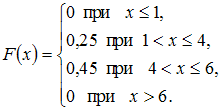 0 при x ≤ 1,
0,25 при 1 < x ≤ 4,
F(x) =
0,45 при 4 < x ≤ 6,
0 при x > 6.